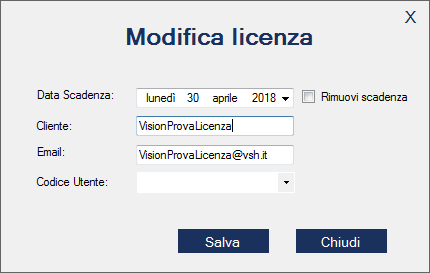 X
Modifica licenza
Data Scadenza: lunedì 30 aprile 2018 Rimuovi scadenza
Cliente: VisionProvaLicenza
Email: VisionProvaLicenza@vsh.it
Codice Utente:
Salva Chiudi